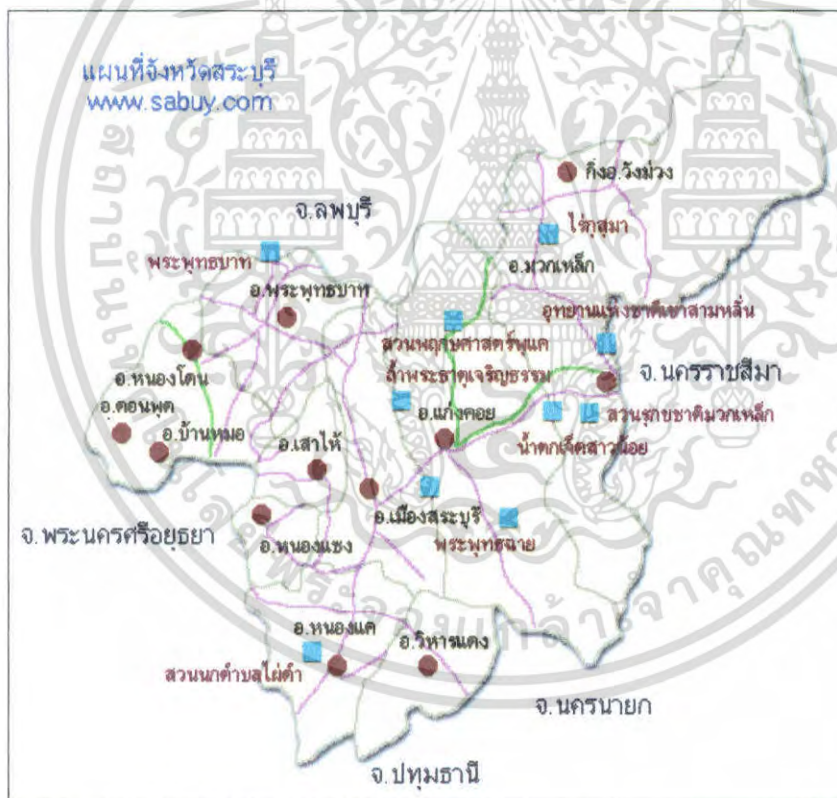 แผนที่จังหวัดสระบุรี
www.sabuy.com
กิ่งอ.วังม่วง
จ.ลพบุรี
ไร่กุสุมา
พระพุทธบาท
อ.มวกเหล็ก
อ.พระพุทธบาท
อุทยานแห่งชาติเขาสามหลั่น
สวนพฤกษศาสตร์พุแค
อ.หนองโดน
ถ้ำพระธาตุเจริญธรรม
จ.นครราชสีมา
อ.ดอนพุด
อ.แก่งคอย
สวนรุกขชาติมวกเหล็ก
อ.บ้านหมอ
อ.เสาไห้
น้ำตกเจ็ดสาวน้อย
อ.เมืองสระบุรี
จ.พระนครศรีอยุธยา
อ.หนองแซง
พระพุทธฉาย
อ.หนองแค
อ.วิหารแดง
สวนนกตำบลไผ่ดำ
จ.นครนายก
จ.ปทุมธานี